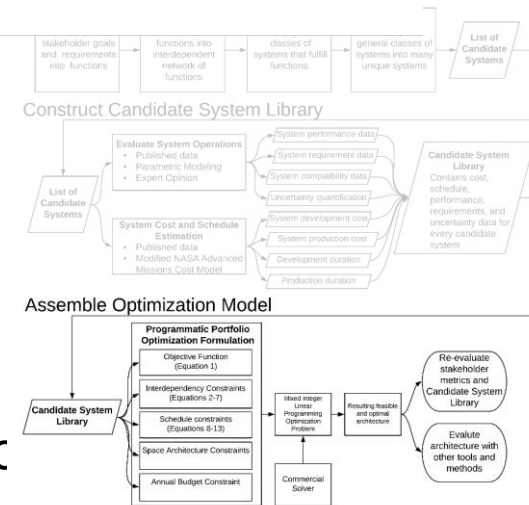 stakeholder goals
and requirements
into functions
functions into
interdependent
network of
functions
classes of
systems that fulfill
functions.
general classes of
systems into many
unique systems
List of
Candidate
Systems
Construct Candidate System Library
List of
Candidate
Systems
Evaluate System Operations
• Published data
• Parametric Modeling
• Expert Opinion
System Cost and Schedule
Estimation
• Published data
• Modified NASA Advanced
Missions Cost Model
System performance data
System requirement data
System compatibility data
Uncertainty quantification
System development cost
System production cost
Development duration
Production duration
Candidate System
Library
Contains cost,
schedule,
performance,
requirements, and
uncertainty data for
every candidate
system
Assemble Optimization Model
Candidate System
Library
Programmatic Portfolio
Optimization Formulation
Objective Function
(Equation 1)
Interdependency Constraints
(Equations 2-7)
Schedule constraints
(Equations 8-13)
Space Architecture Constraints
Annual Budget Constraint
Mixed Integer
Linear
Programming
Optimization
Problem
Commercial
Solver
Resulting feasible
and optimal
architecture
Re-evaluate
stakeholder
metrics and
Candidate System
Library
Evalute
architecture with
other tools and
methods